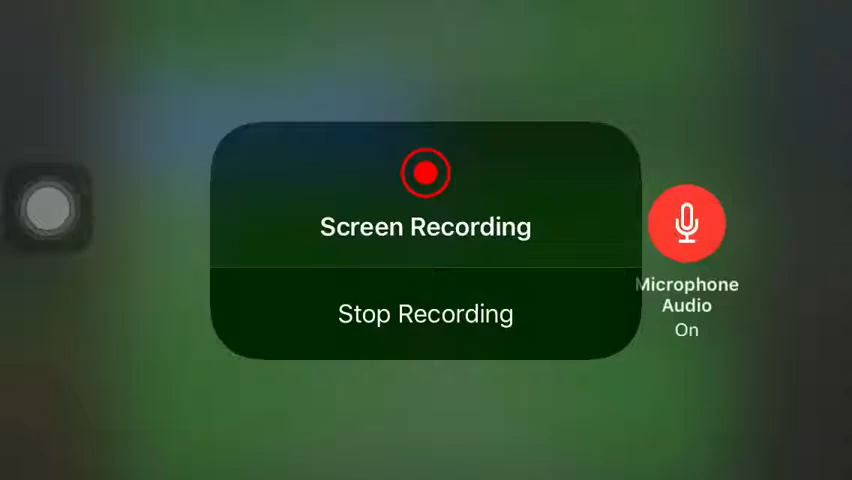 Screen Recording
Stop Recording
Microphone
Audio
On